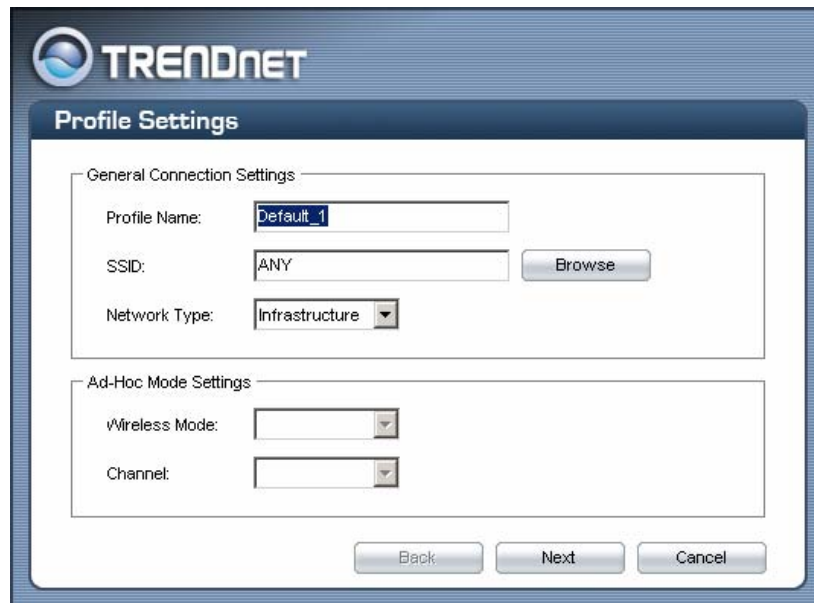 TRENDNET
Profile Settings
General Connection Settings
Profile Name: Default_1
SSID: ANY Browse
Network Type: Infrastructure
Ad-Hoc Mode Settings
Wireless Mode:
Channel:
Back Next Cancel